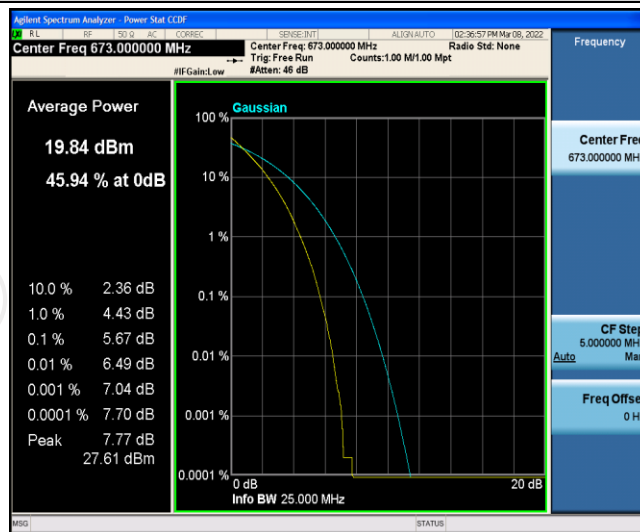 Agilent Spectrum Analyzer - Power Stat CCDF
RL RF 50 Ω AC CORREC SENSE:INT ALIGN AUTO 02:36:57 PM Mar 08, 2022
Center Freq 673.000000 MHz
Center Freq: 673.000000 MHz Radio Std: None
Trig: Free Run Counts:1.00 M/1.00 Mpt
#IFGain:Low #Atten: 46 dB
Frequency
Average Power
19.84 dBm
45.94 % at 0dB
10.0 % 2.36 dB
1.0 % 4.43 dB
0.1 % 5.67 dB
0.01 % 6.49 dB
0.001 % 7.04 dB
0.0001 % 7.70 dB
Peak 7.77 dB
27.61 dBm
Gaussian
100 %
10 %
1 %
0.1 %
0.01 %
0.001 %
0.0001 %
0 dB 20 dB
Info BW 25.000 MHz
Center Fre
673.000000 MH
CF Ste
5.000000 MH
Auto Ma
Freq Offse
0 H
MSG STATUS